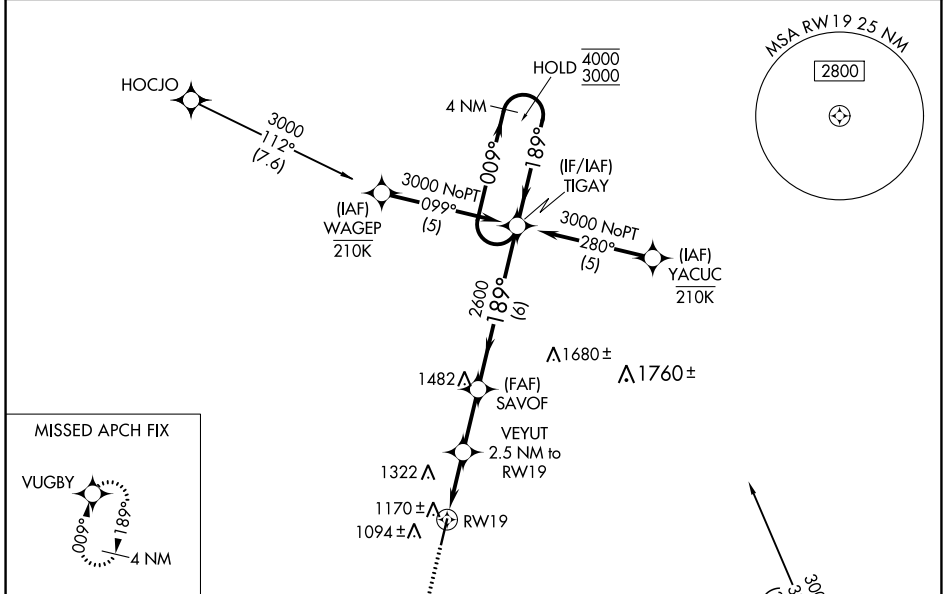 MSA RW19 25 NM
2800
HOCJO
3000
112°
(7.6)
HOLD 4000
3000
4 NM
009°
189°
(IF/IAF)
TIGAY
3000 NoPT
099°
(5)
(IAF)
WAGEP
210K
3000 NoPT
280°
(5)
(IAF)
YACUC
210K
2600
189°
(6)
1680±
1760±
1482
(FAF)
SAVOF
VEYUT
2.5 NM to
RW19
1322
1170±
RW19
1094±
MISSED APCH FIX
VUGBY
009°
189°
4 NM